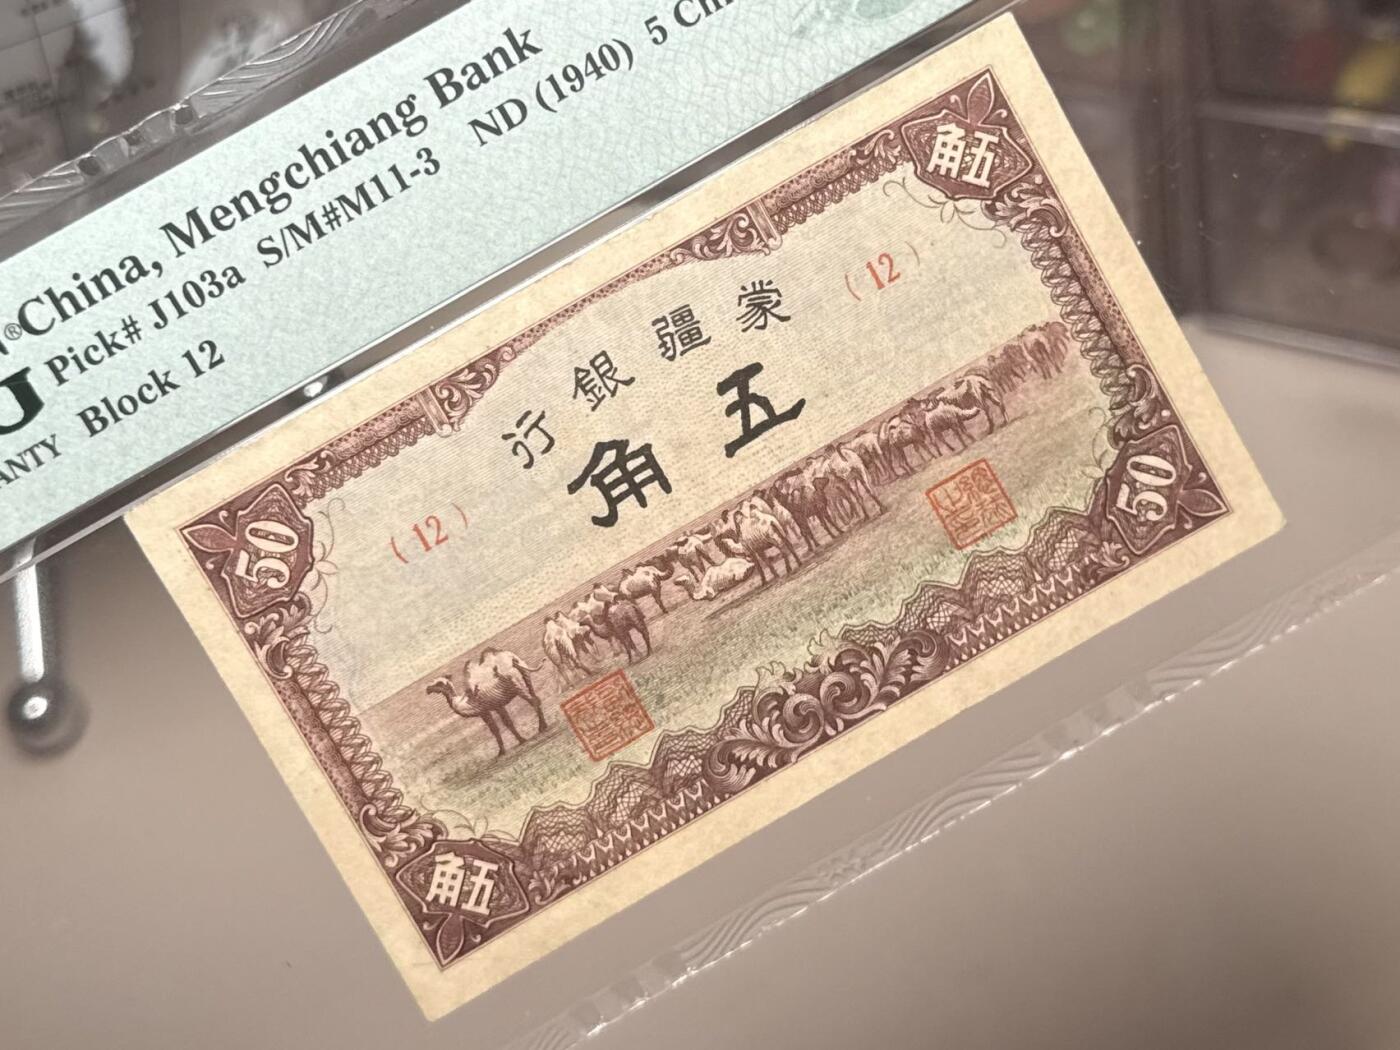 China, Mengchiang Bank
Pick# J103a S/M#M11-3 ND (1940) 5 Ch
Block 12
ANTY
角五
(12)
行銀疆蒙
角五
(12)
50
50
角五